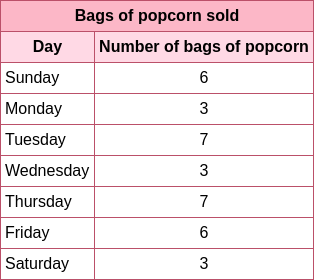 Bags of popcorn sold
Day Number of bags of popcorn
Sunday 6
Monday 3
Tuesday 7
Wednesday 3
Thursday 7
Friday 6
Saturday 3